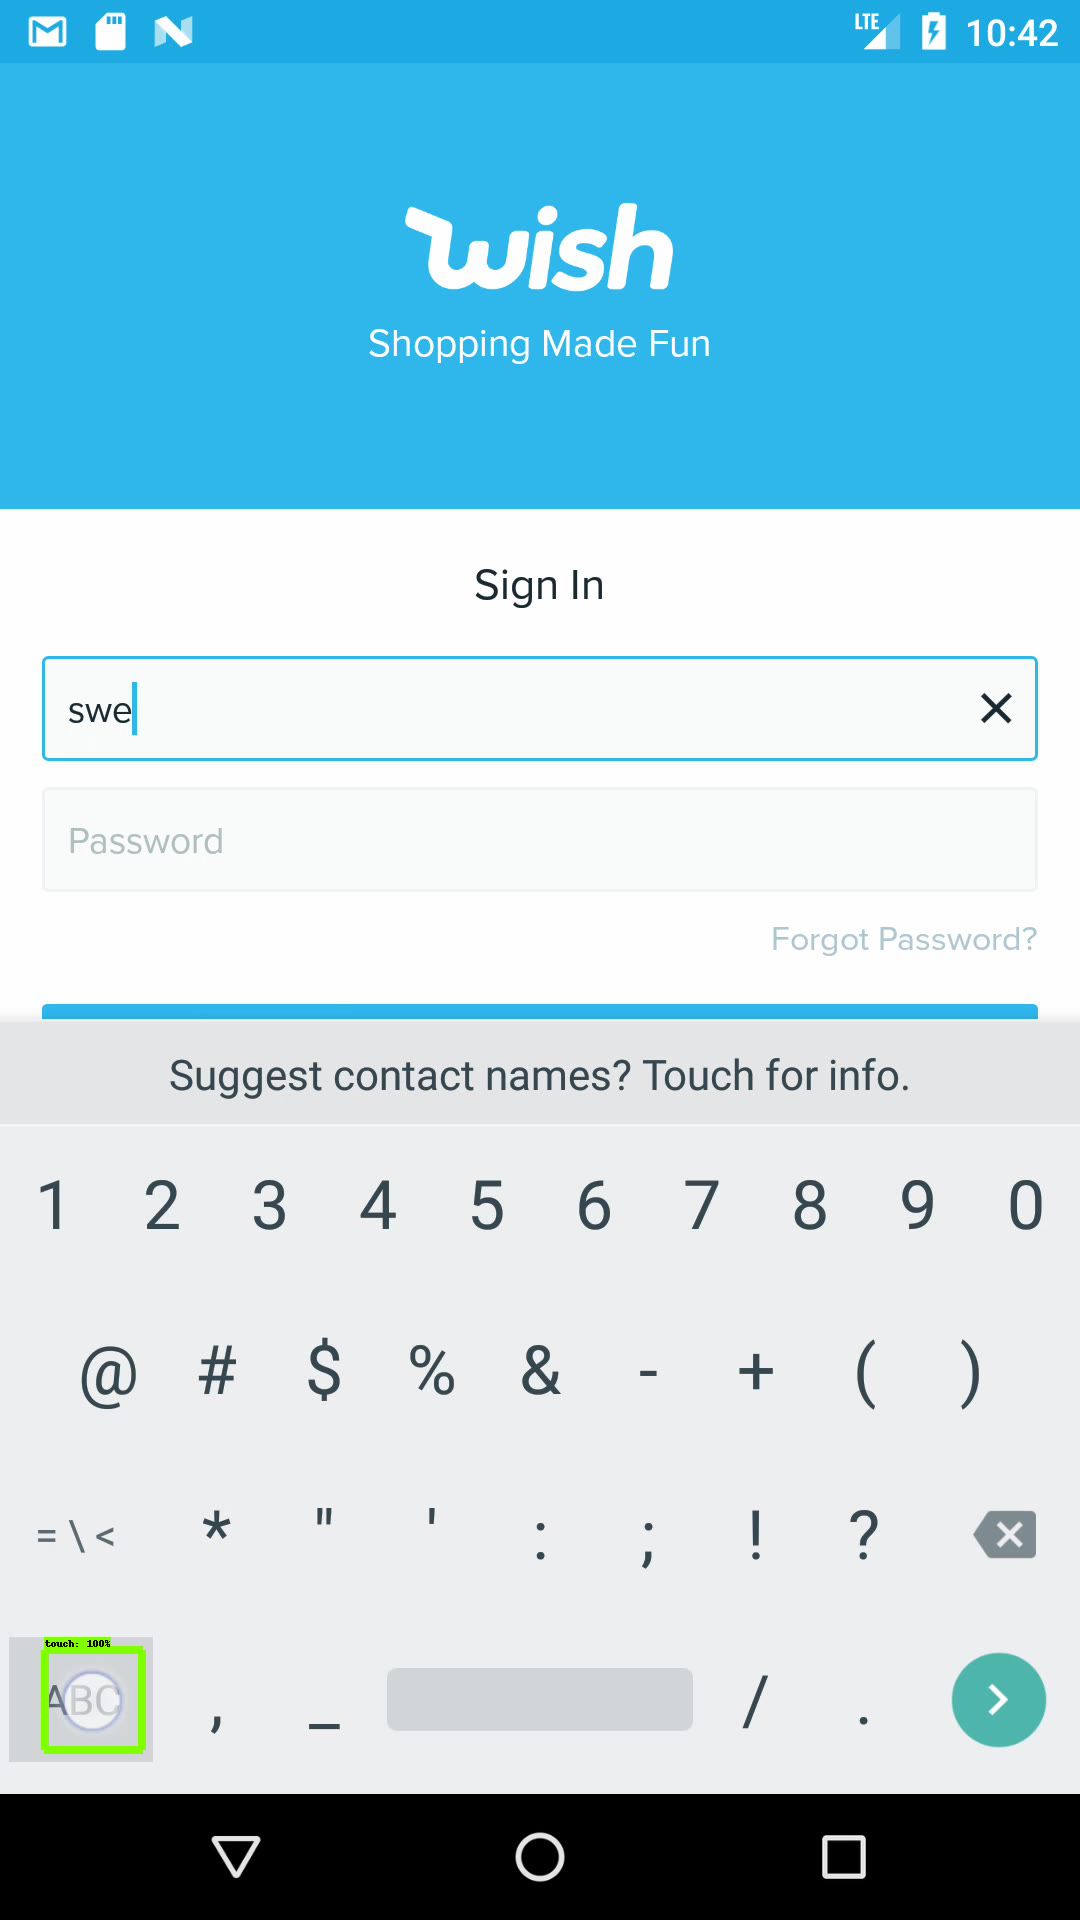 LTE 10:42
wish
Shopping Made Fun
Sign In
swe
Password
Forgot Password?
Suggest contact names? Touch for info.
1 2 3 4 5 6 7 8 9 0
@ # $ % & - + ( )
= \ < * " ' : ; ! ?
touch: 100%
ABC , _ / .